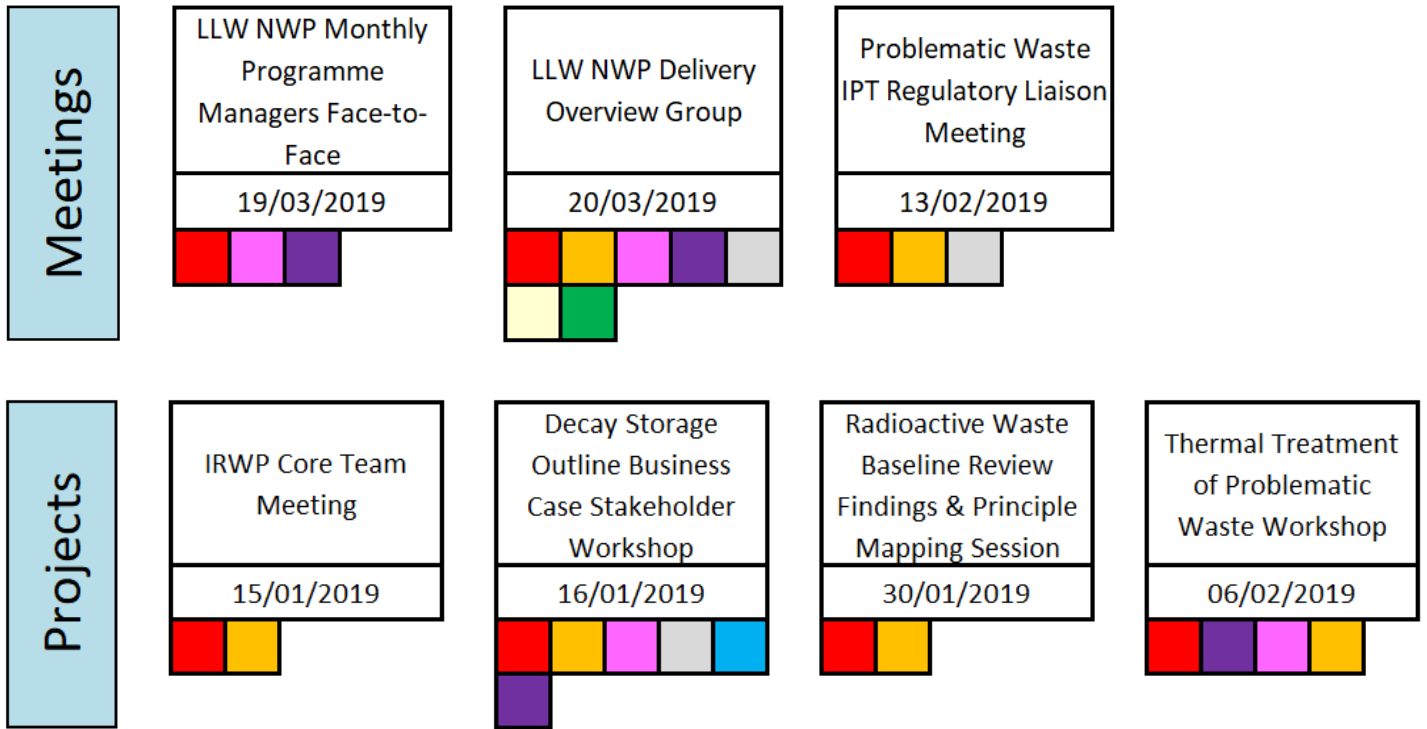 Meetings
LLW NWP Monthly
Programme
Managers Face-to-
Face
19/03/2019
LLW NWP Delivery
Overview Group
20/03/2019
Problematic Waste
IPT Regulatory Liaison
Meeting
13/02/2019
Projects
IRWP Core Team
Meeting
15/01/2019
Decay Storage
Outline Business
Case Stakeholder
Workshop
16/01/2019
Radioactive Waste
Baseline Review
Findings & Principle
Mapping Session
30/01/2019
Thermal Treatment
of Problematic
Waste Workshop
06/02/2019